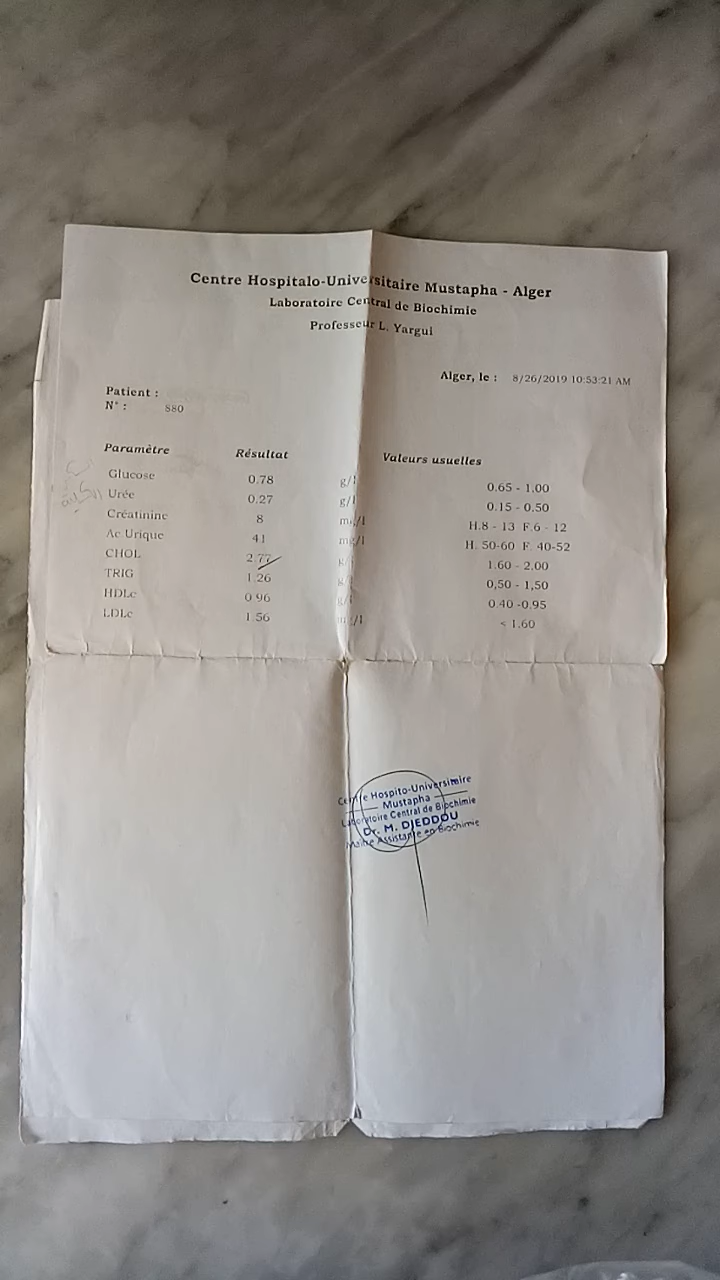 Centre Hospitalo-Universitaire Mustapha - Alger
Laboratoire Central de Biochimie
Professeur L. Yargui
Alger, le : 8/26/2019 10:53:21 AM
Patient :
N° : 880
Paramètre Résultat Valeurs usuelles
Glucose 0.78 g/l 0.65 - 1.00
Urée 0.27 g/l 0.15 - 0.50
Créatinine 8 mg/l H.8 - 13 F.6 - 12
Ac.Urique 41 mg/l H. 50-60 F. 40-52
CHOL 2.77 g/l 1.60 - 2.00
TRIG 1.26 g/l 0,50 - 1,50
HDLc 0.96 g/l 0.40 -0.95
LDLc 1.56 /l < 1.60
Centre Hospito-Universitaire
Mustapha
Laboratoire Central de Biochimie
Dr. M. DJEDDOU
Maitre Assistante en Biochimie